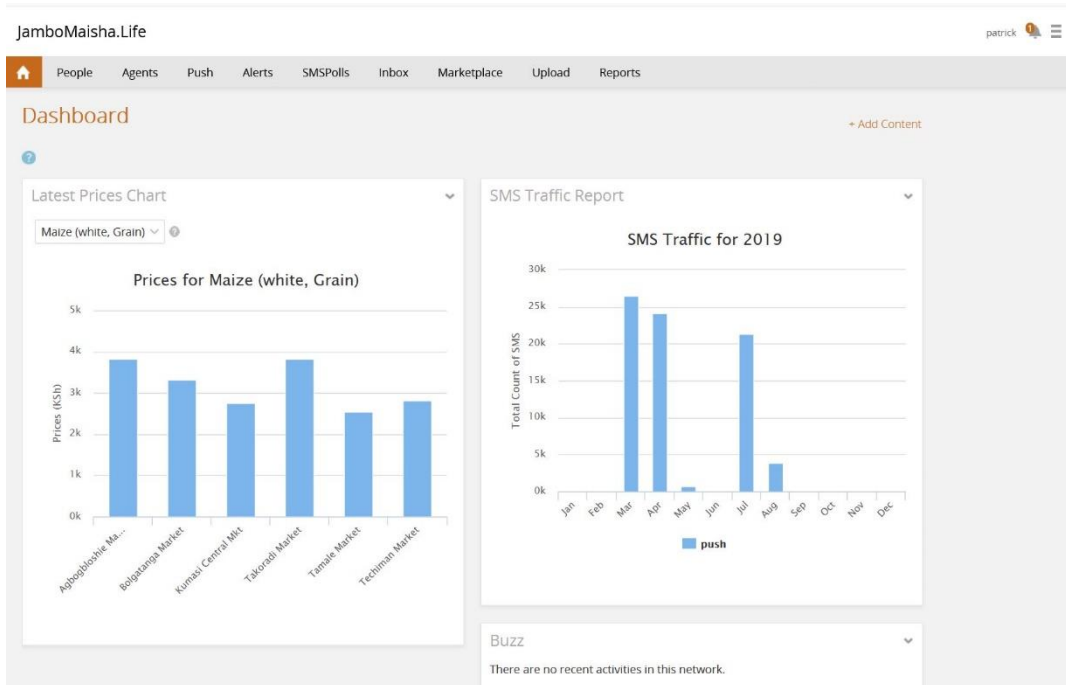 JamboMaisha.Life
patrick 1
People Agents Push Alerts SMSPolls Inbox Marketplace Upload Reports
Dashboard
+ Add Content
?
Latest Prices Chart
Maize (white, Grain) ?
Prices for Maize (white, Grain)
Prices (KSh)
5k
4k
3k
2k
1k
0k
Agbogbloshie Ma...
Bolgatanga Market
Kumasi Central Mkt
Takoradi Market
Tamale Market
Techiman Market
SMS Traffic Report
SMS Traffic for 2019
Total Count of SMS
30k
25k
20k
15k
10k
5k
0k
Jan Feb Mar Apr May Jun Jul Aug Sep Oct Nov Dec
push
Buzz
There are no recent activities in this network.